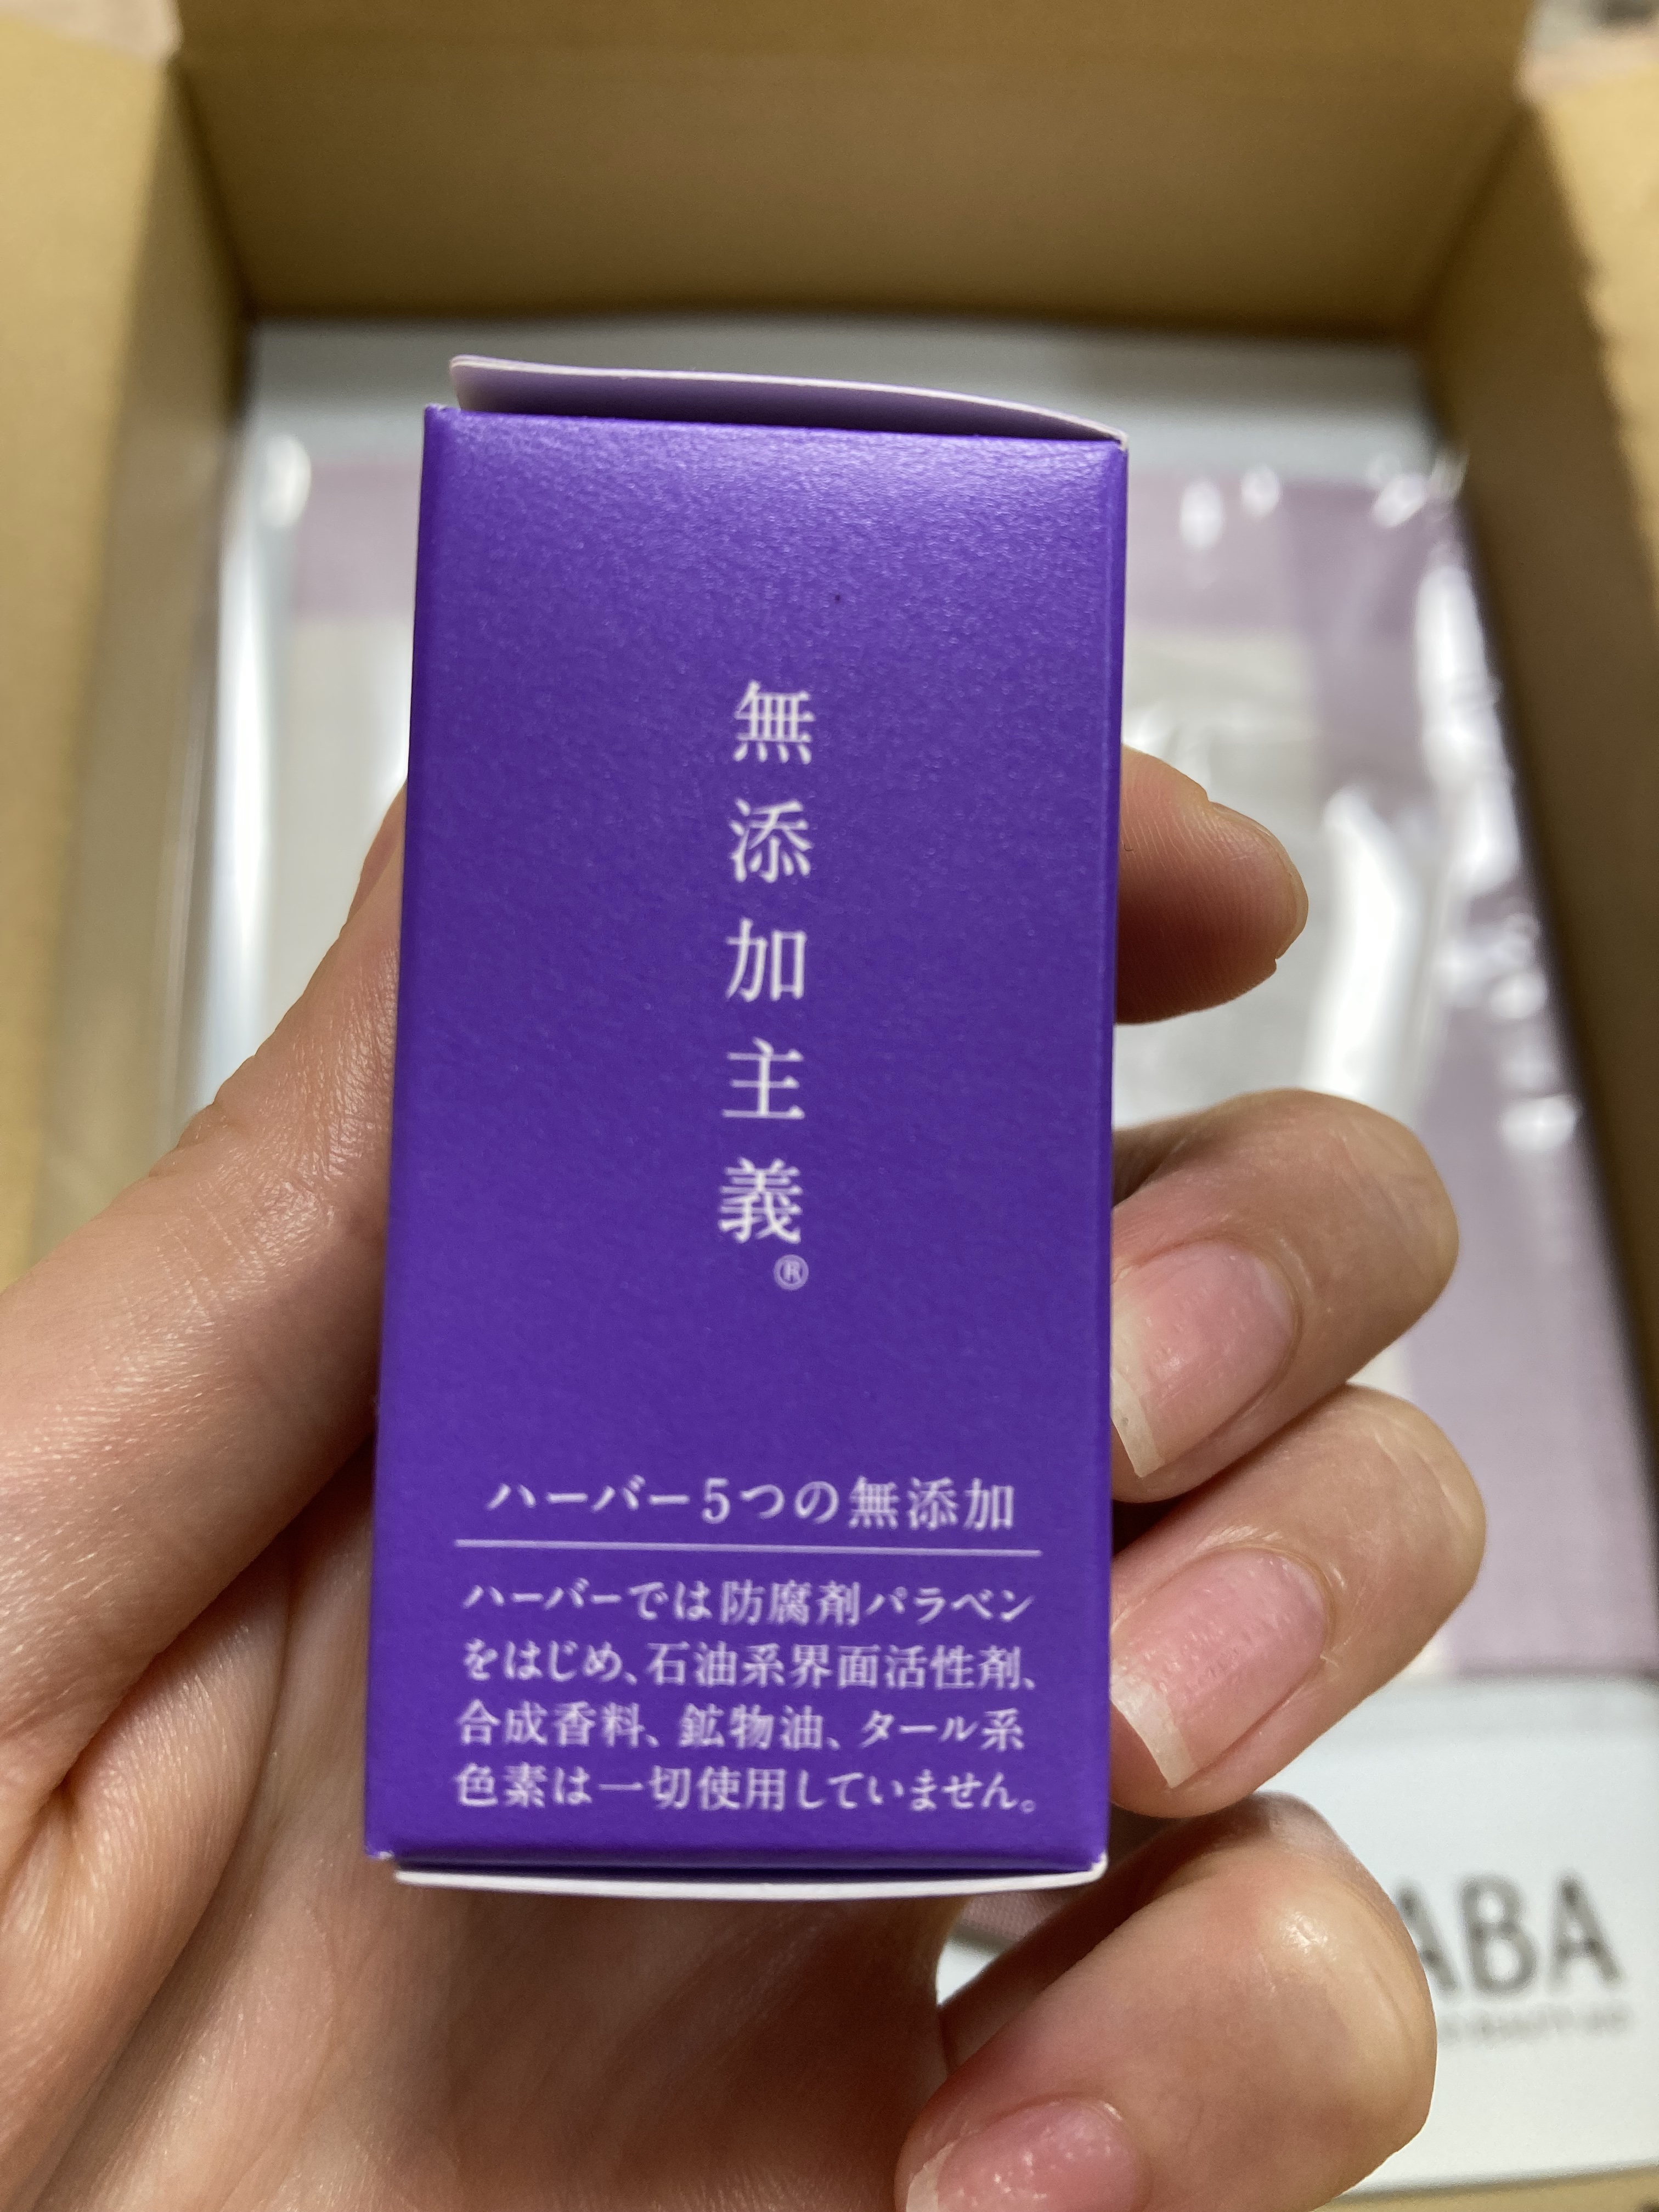 無添加主義®
ハーバー5つの無添加
ハーバーでは防腐剤パラベン
をはじめ、石油系界面活性剤、
合成香料、鉱物油、タール系
色素は一切使用していません。
ABA